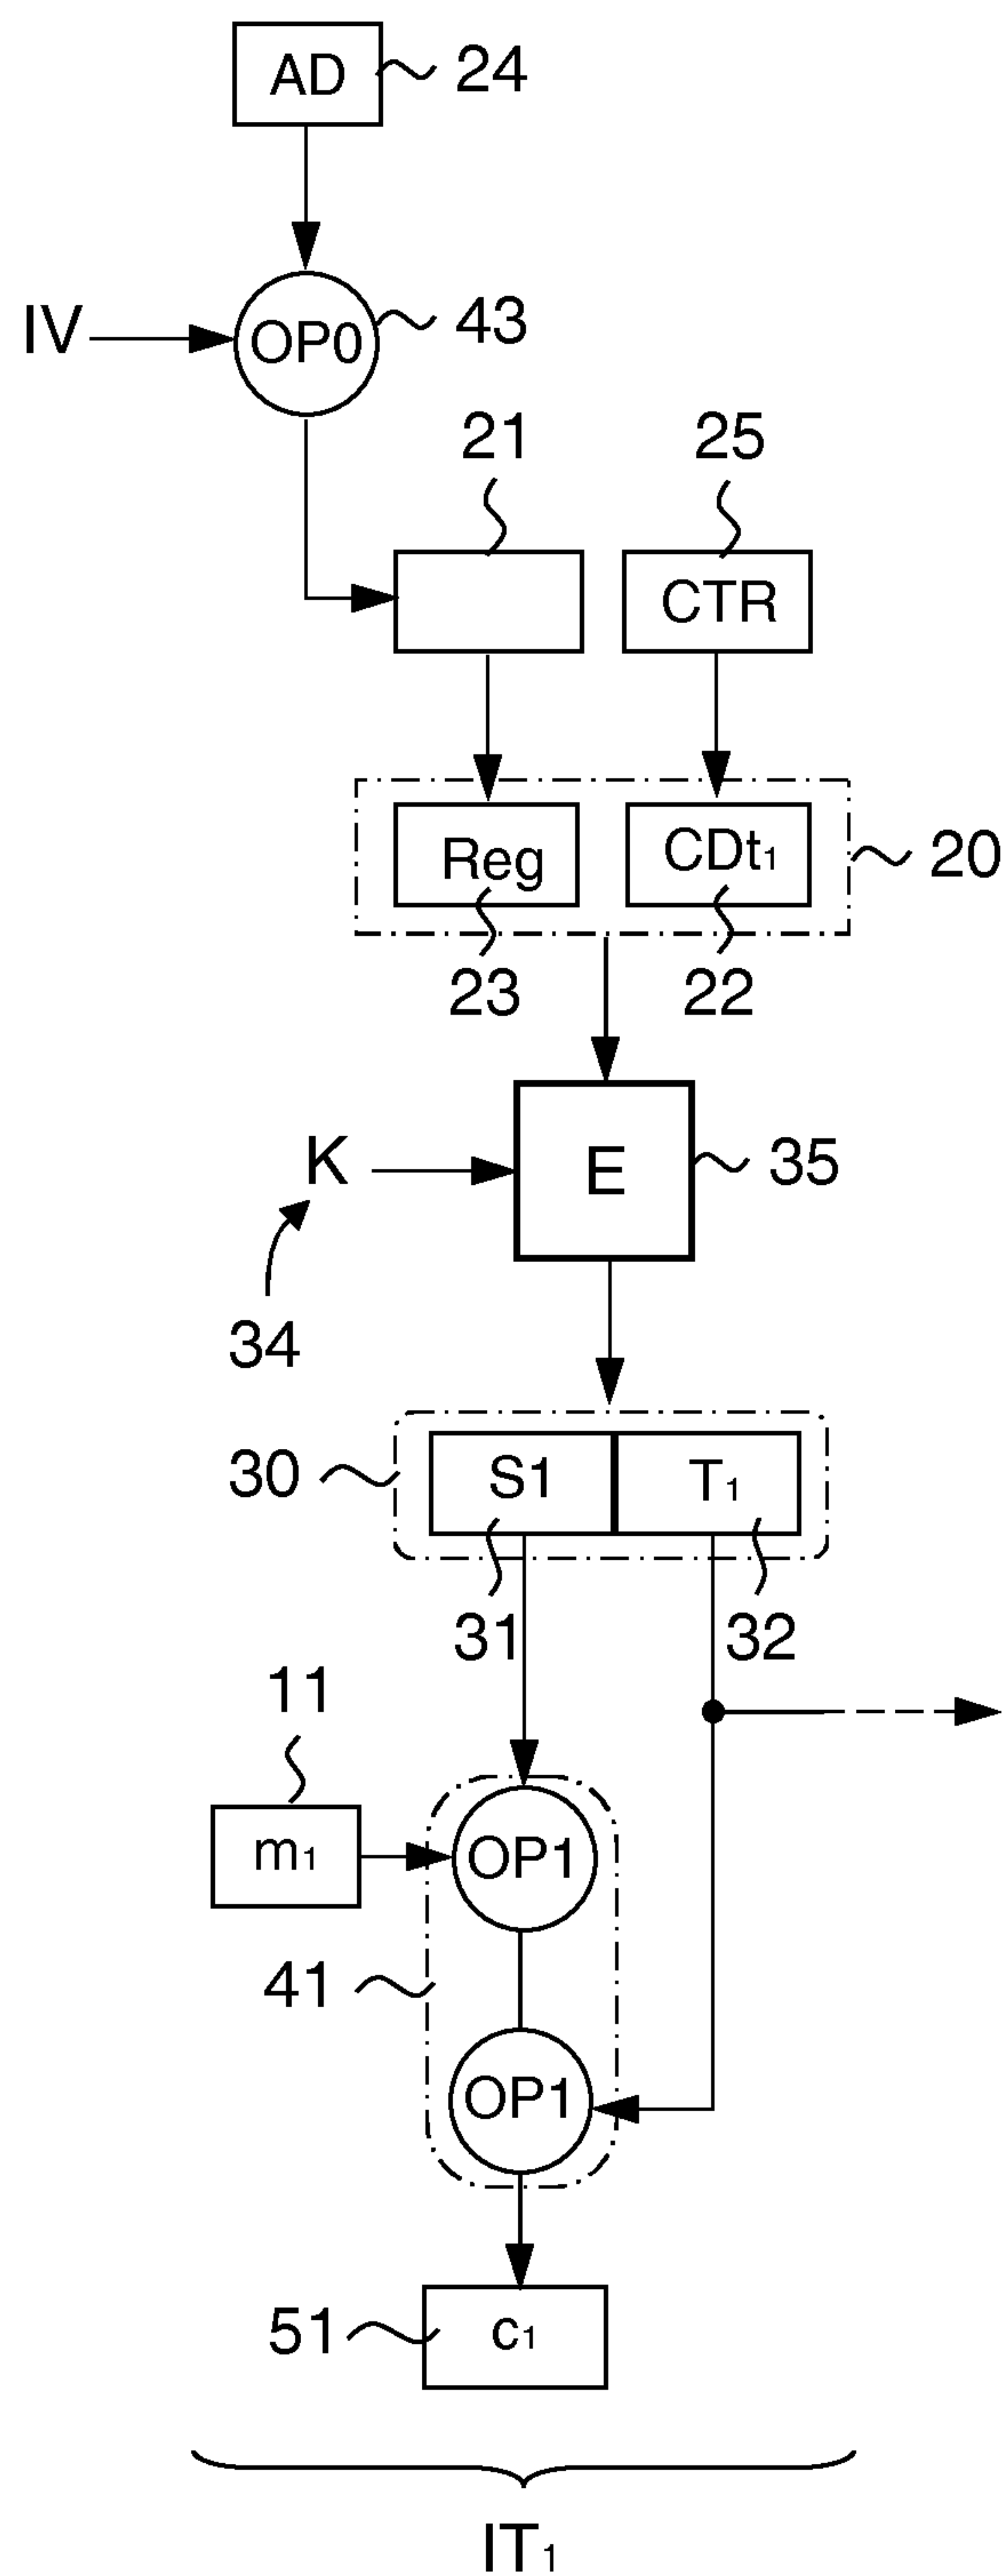 AD 24
IV OP0 43
21 25
CTR
Reg CDt₁ 20
23 22
K E 35
34
30 S1 T₁
31 32
11
m₁ OP1
41
OP1
51 c₁
IT₁